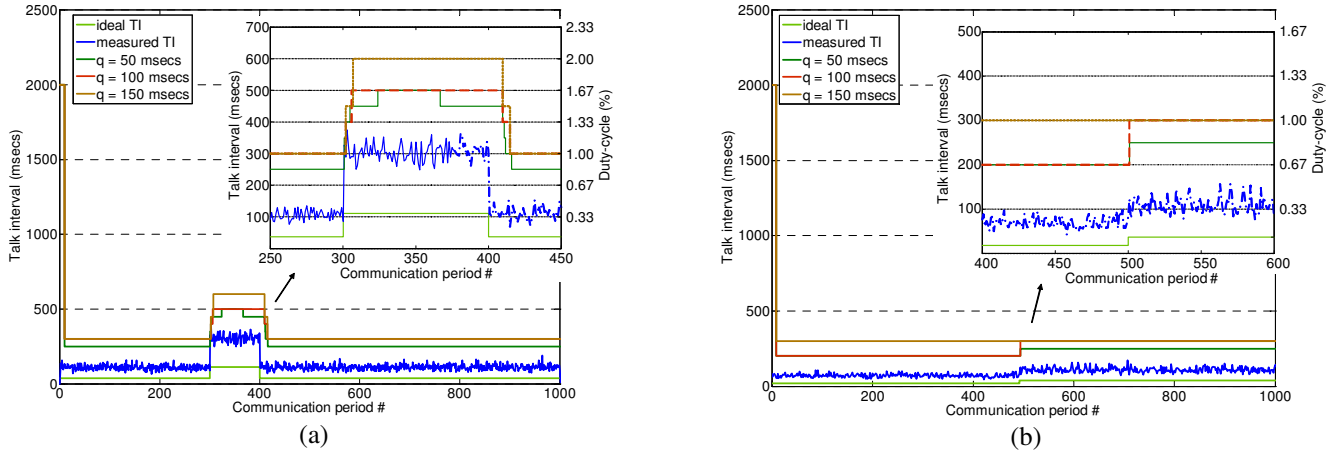 2500
2000
1500
1000
500
0
Talk interval (msecs)
0 200 400 600 800 1000
Communication period #
ideal TI
measured TI
q = 50 msecs
q = 100 msecs
q = 150 msecs
700
600
500
400
300
200
100
Talk interval (msecs)
2.33
2.00
1.67
1.33
1.00
0.67
0.33
Duty-cycle (%)
250 300 350 400 450
Communication period #
(a)
2500
2000
1500
1000
500
0
Talk interval (msecs)
0 200 400 600 800 1000
Communication period #
ideal TI
measured TI
q = 50 msecs
q = 100 msecs
q = 150 msecs
500
400
300
200
100
Talk interval (msecs)
1.67
1.33
1.00
0.67
0.33
Duty-cycle (%)
400 450 500 550 600
Communication period #
(b)